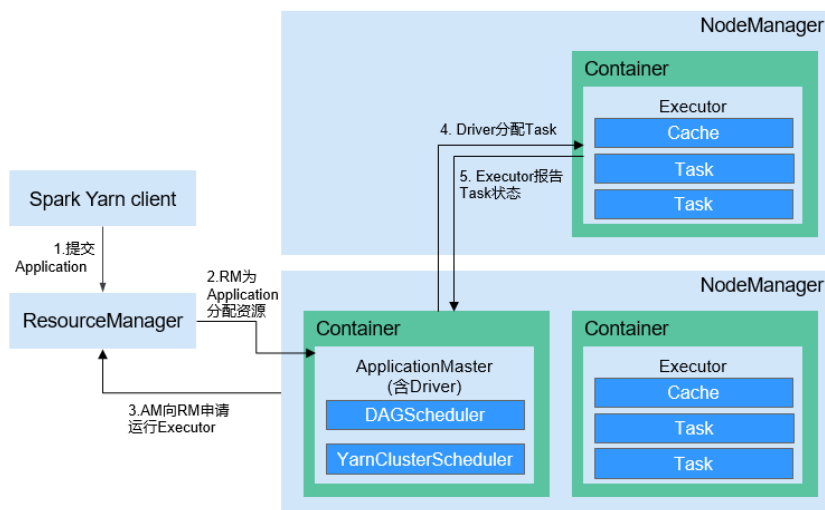 NodeManager
Container
Executor
Cache
Task
Task
4. Driver分配Task
5. Executor报告
Task状态
Spark Yarn client
1.提交
Application
ResourceManager
2.RM为
Application
分配资源
3.AM向RM申请
运行Executor
NodeManager
Container
ApplicationMaster
(含Driver)
DAGScheduler
YarnClusterScheduler
Container
Executor
Cache
Task
Task